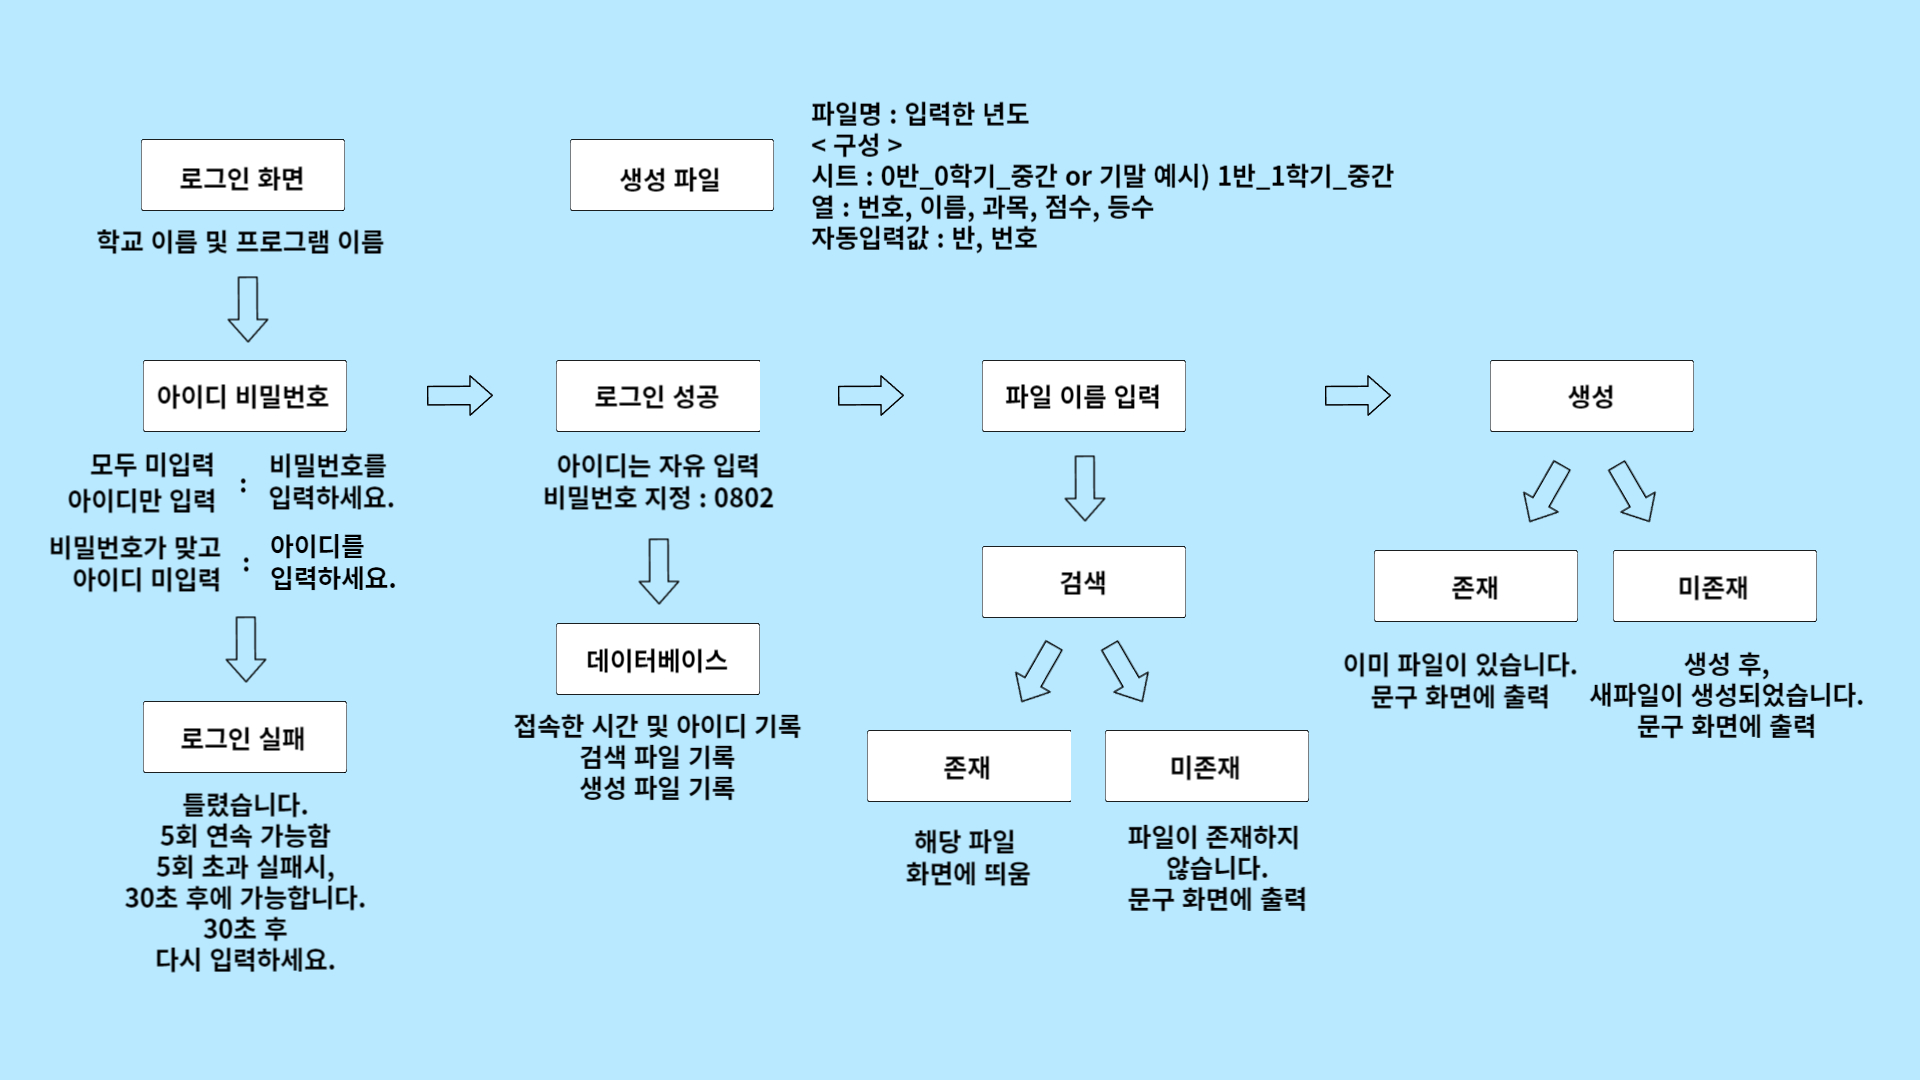 로그인 화면
학교 이름 및 프로그램 이름
생성 파일
파일명 : 입력한 년도
< 구성 >
시트 : 0반_0학기_중간 or 기말 예시) 1반_1학기_중간
열 : 번호, 이름, 과목, 점수, 등수
자동입력값 : 반, 번호
아이디 비밀번호
모두 미입력
아이디만 입력
:
비밀번호를
입력하세요.
비밀번호가 맞고
아이디 미입력
:
아이디를
입력하세요.
로그인 실패
틀렸습니다.
5회 연속 가능함
5회 초과 실패시,
30초 후에 가능합니다.
30초 후
다시 입력하세요.
로그인 성공
아이디는 자유 입력
비밀번호 지정 : 0802
데이터베이스
접속한 시간 및 아이디 기록
검색 파일 기록
생성 파일 기록
파일 이름 입력
검색
존재
해당 파일
화면에 띄움
미존재
파일이 존재하지
않습니다.
문구 화면에 출력
생성
존재
이미 파일이 있습니다.
문구 화면에 출력
미존재
생성 후,
새파일이 생성되었습니다.
문구 화면에 출력